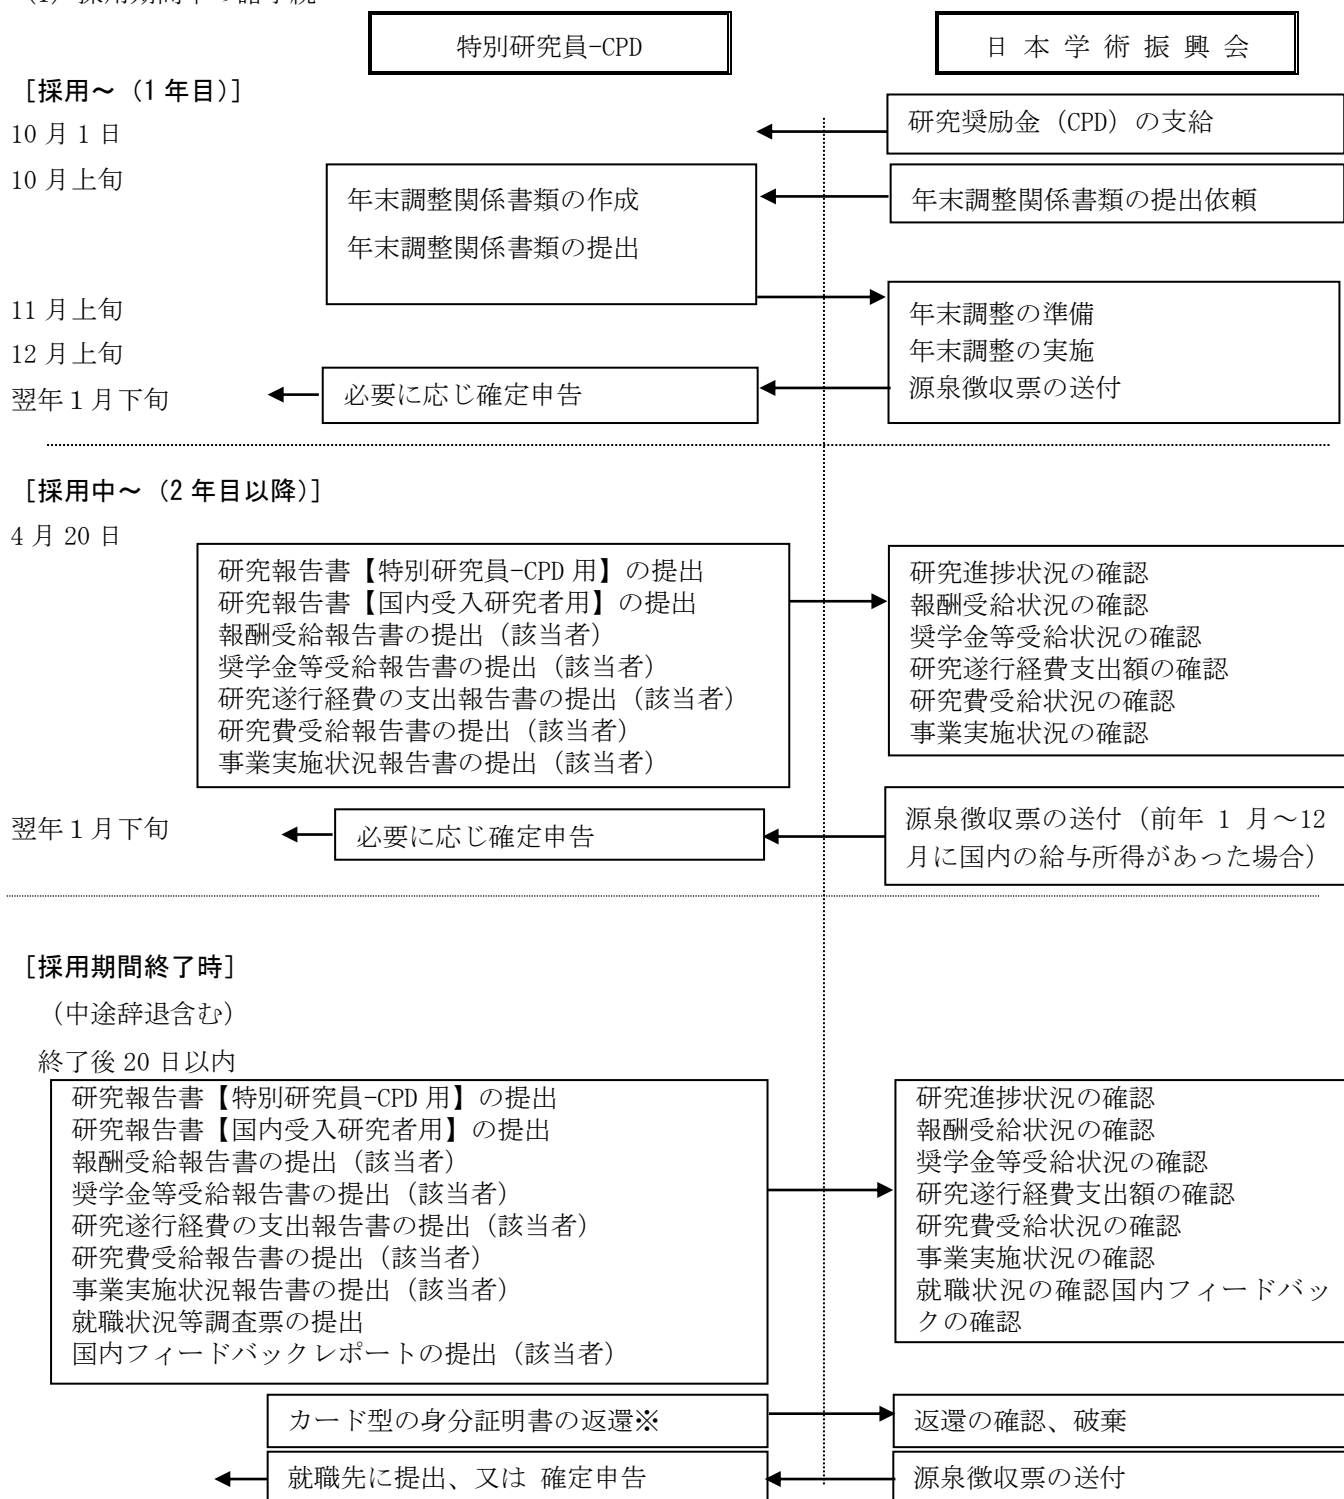 特別研究員-CPD
日本学術振興会
[採用~(1年目)]
10月1日
研究奨励金(CPD)の支給
10月上旬
年末調整関係書類の作成
年末調整関係書類の提出
年末調整関係書類の提出依頼
11月上旬
12月上旬
翌年1月下旬
年末調整の準備
年末調整の実施
源泉徴収票の送付
必要に応じ確定申告
[採用中~(2年目以降)]
4月20日
研究報告書【特別研究員-CPD用】の提出
研究報告書【国内受入研究者用】の提出
報酬受給報告書の提出(該当者)
奨学金等受給報告書の提出(該当者)
研究遂行経費の支出報告書の提出(該当者)
研究費受給報告書の提出(該当者)
事業実施状況報告書の提出(該当者)
研究進捗状況の確認
報酬受給状況の確認
奨学金等受給状況の確認
研究遂行経費支出額の確認
研究費受給状況の確認
事業実施状況の確認
翌年1月下旬
必要に応じ確定申告
源泉徴収票の送付(前年1月~12
月に国内の給与所得があった場合)
[採用期間終了時]
(中途辞退含む)
終了後20日以内
研究報告書【特別研究員-CPD用】の提出
研究報告書【国内受入研究者用】の提出
報酬受給報告書の提出(該当者)
奨学金等受給報告書の提出(該当者)
研究遂行経費の支出報告書の提出(該当者)
研究費受給報告書の提出(該当者)
事業実施状況報告書の提出(該当者)
就職状況等調査票の提出
国内フィードバックレポートの提出(該当者)
研究進捗状況の確認
報酬受給状況の確認
奨学金等受給状況の確認
研究遂行経費支出額の確認
研究費受給状況の確認
事業実施状況の確認
就職状況の確認国内フィードバッ
クの確認
カード型の身分証明書の返還※
返還の確認、破棄
就職先に提出、又は 確定申告
源泉徴収票の送付